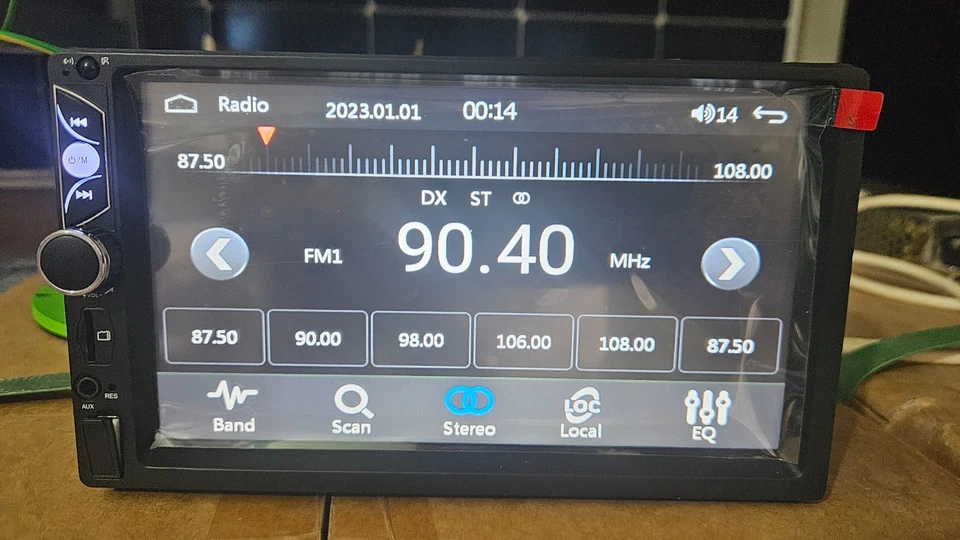 Radio 2023.01.01 00:14 14
87.50 108.00
DX ST
FM1 90.40 MHz
87.50 90.00 98.00 106.00 108.00 87.50
Band Scan Stereo LOC Local EQ
IR
⏻/M
VOL
RES
AUX